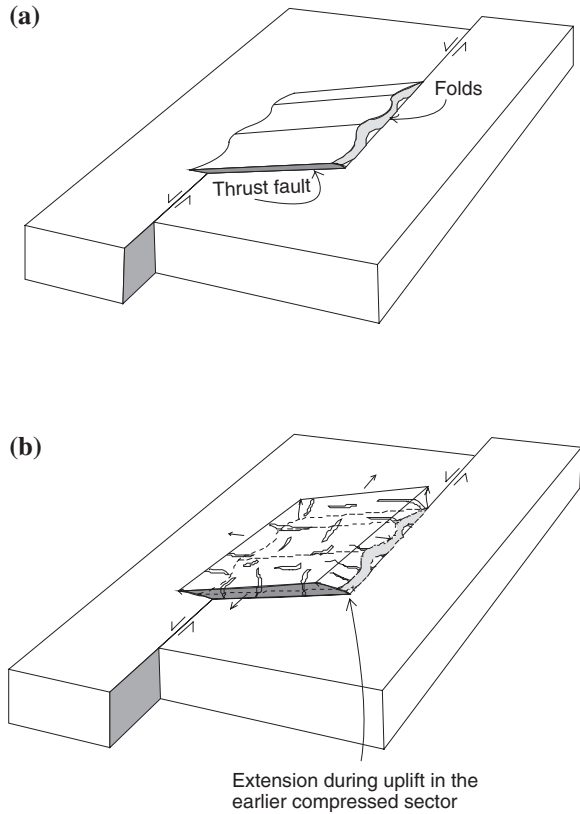 (a)
Folds
Thrust fault
(b)
Extension during uplift in the
earlier compressed sector